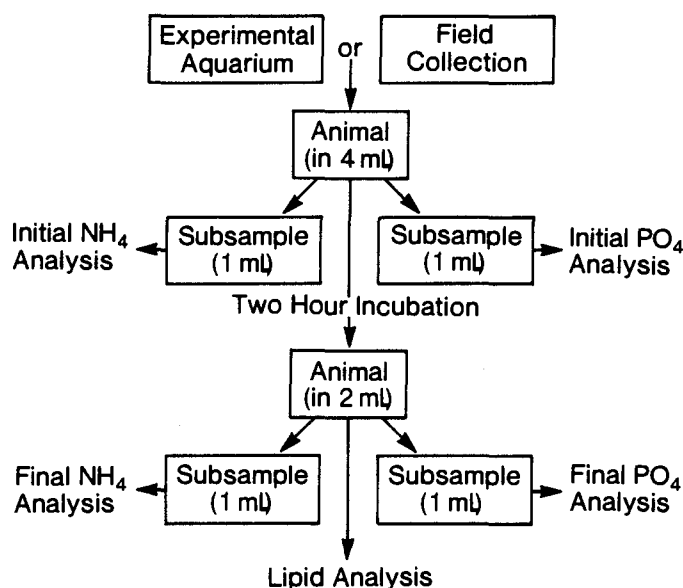 Experimental
Aquarium
or
Field
Collection
Animal
(in 4 mL)
Initial NH4
Analysis
Subsample
(1 mL)
Subsample
(1 mL)
Initial PO4
Analysis
Two Hour Incubation
Animal
(in 2 mL)
Final NH4
Analysis
Subsample
(1 mL)
Subsample
(1 mL)
Final PO4
Analysis
Lipid Analysis